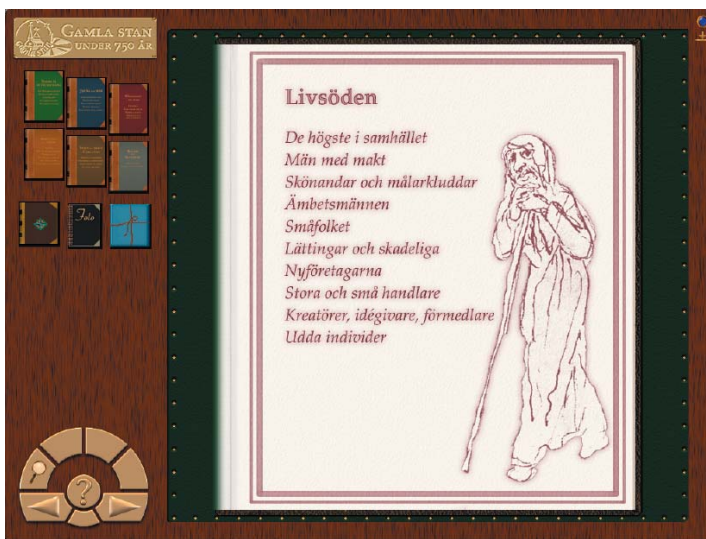 GAMLA STAN
UNDER 750 ÅR
Livsöden
De högste i samhället
Män med makt
Skönandar och målarkluddar
Ämbetsmännen
Småfolket
Lättingar och skadeliga
Nyföretagarna
Stora och små handlare
Kreatörer, idégivare, förmedlare
Udda individer
Foto
?